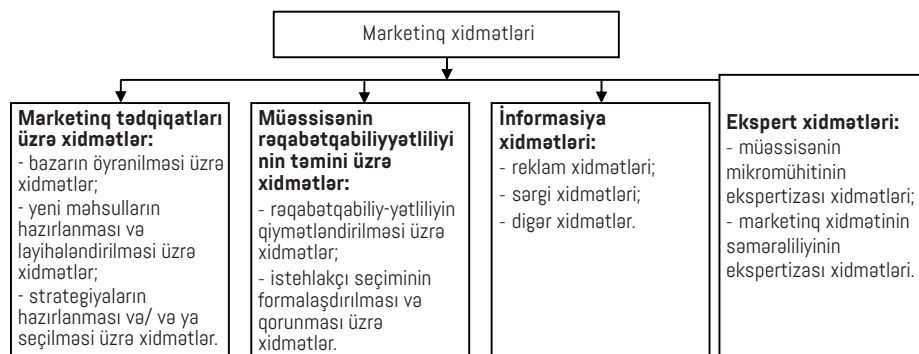 Marketinq xidmətləri
Marketinq tədqiqatları
üzrə xidmətlər:
- bazarın öyrənilməsi üzrə
xidmətlər;
- yeni məhsulların
hazırlanması və
layihələndirilməsi üzrə
xidmətlər;
- strategiyaların
hazırlanması və/ və ya
seçilməsi üzrə xidmətlər.
Müəssisənin
rəqabətqabiliyyətliliyi
nin təmini üzrə
xidmətlər:
- rəqabətqabiliy-yətliliyin
qiymətləndirilməsi üzrə
xidmətlər;
- istehlakçı seçiminin
formalaşdırılması və
qorunması üzrə
xidmətlər.
İnformasiya
xidmətləri:
- reklam xidmətləri;
- sərgi xidmətləri;
- digər xidmətlər.
Ekspert xidmətləri:
- müəssisənin
mikromühitinin
ekspertizası xidmətləri;
- marketinq xidmətinin
səmərəliliyinin
ekspertizası xidmətləri.